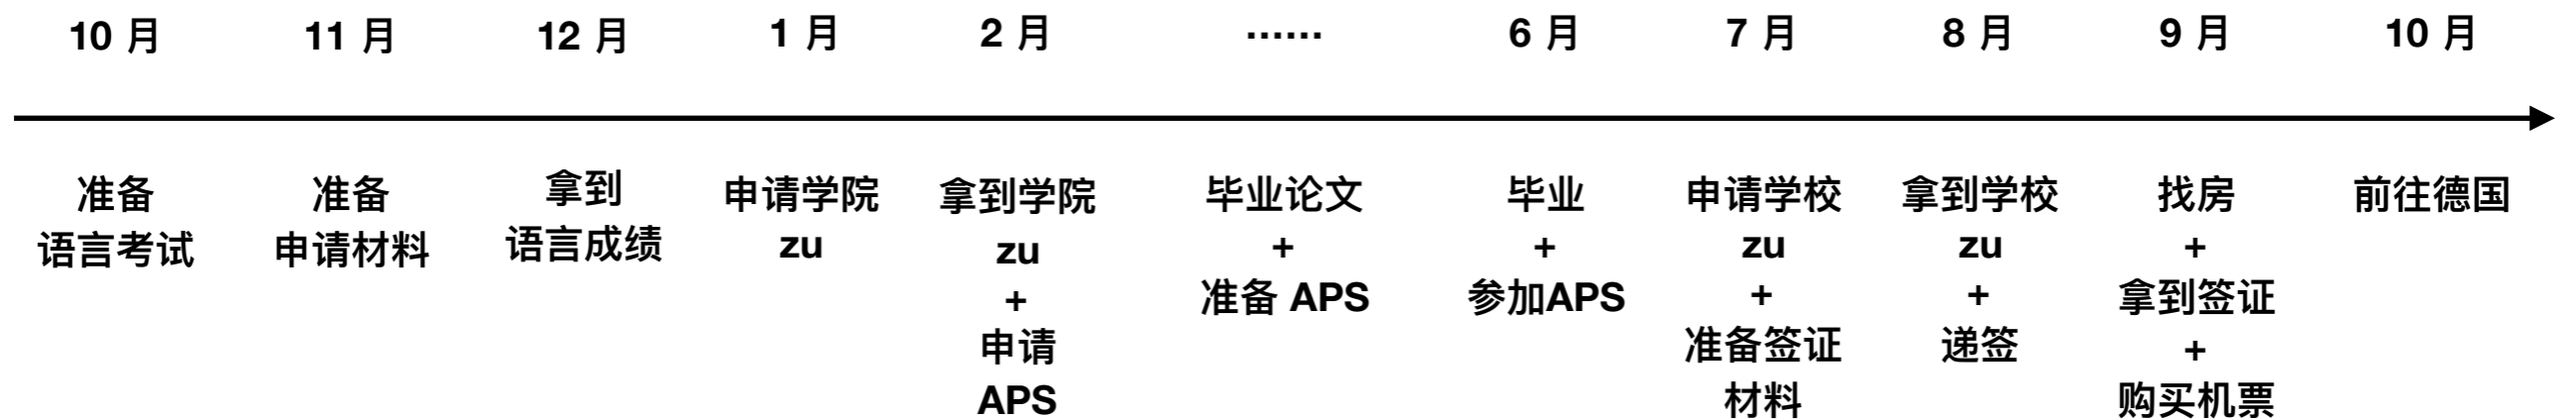 10 月
11 月
12 月
1 月
2 月
......
6 月
7 月
8 月
9 月
10 月
准备
语言考试
准备
申请材料
拿到
语言成绩
申请学院
zu
拿到学院
zu
+
申请
APS
毕业论文
+
准备 APS
毕业
+
参加APS
申请学校
zu
+
准备签证
材料
拿到学校
zu
+
递签
找房
+
拿到签证
+
购买机票
前往德国